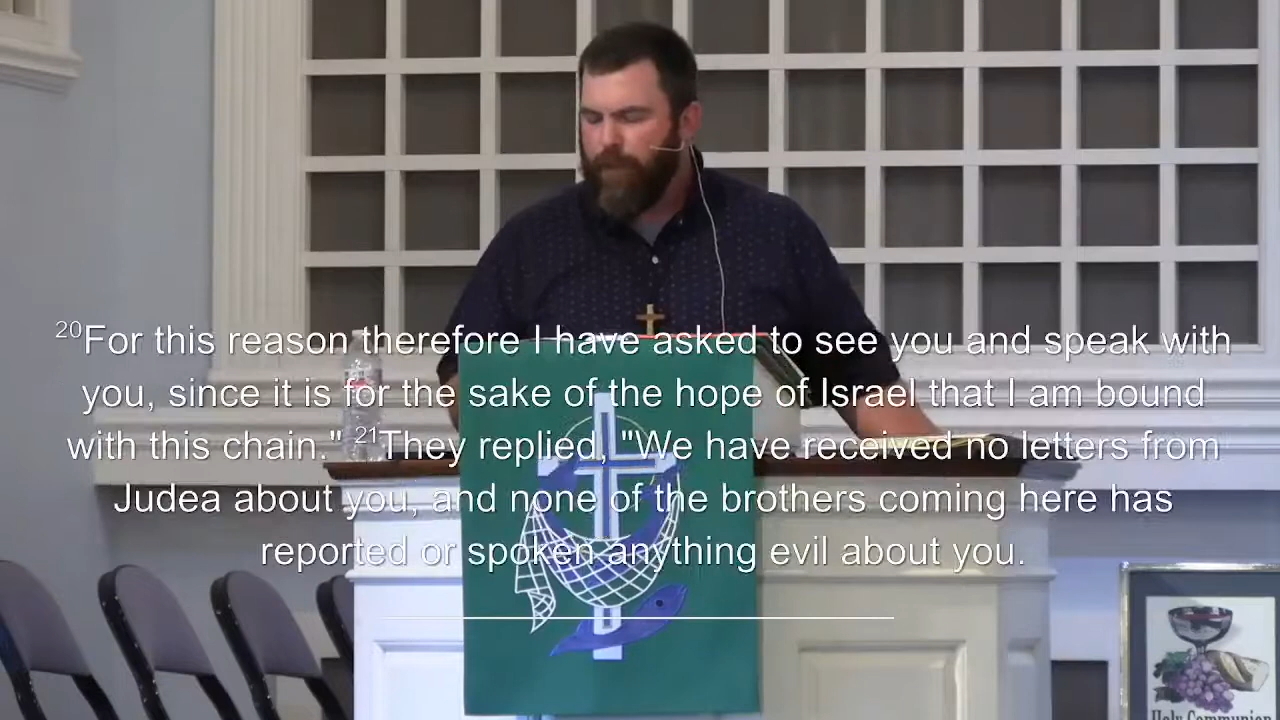 ²⁰For this reason therefore I have asked to see you and speak with
you, since it is for the sake of the hope of Israel that I am bound
with this chain." ²¹They replied, "We have received no letters from
Judea about you, and none of the brothers coming here has
reported or spoken anything evil about you.
Holy Communion